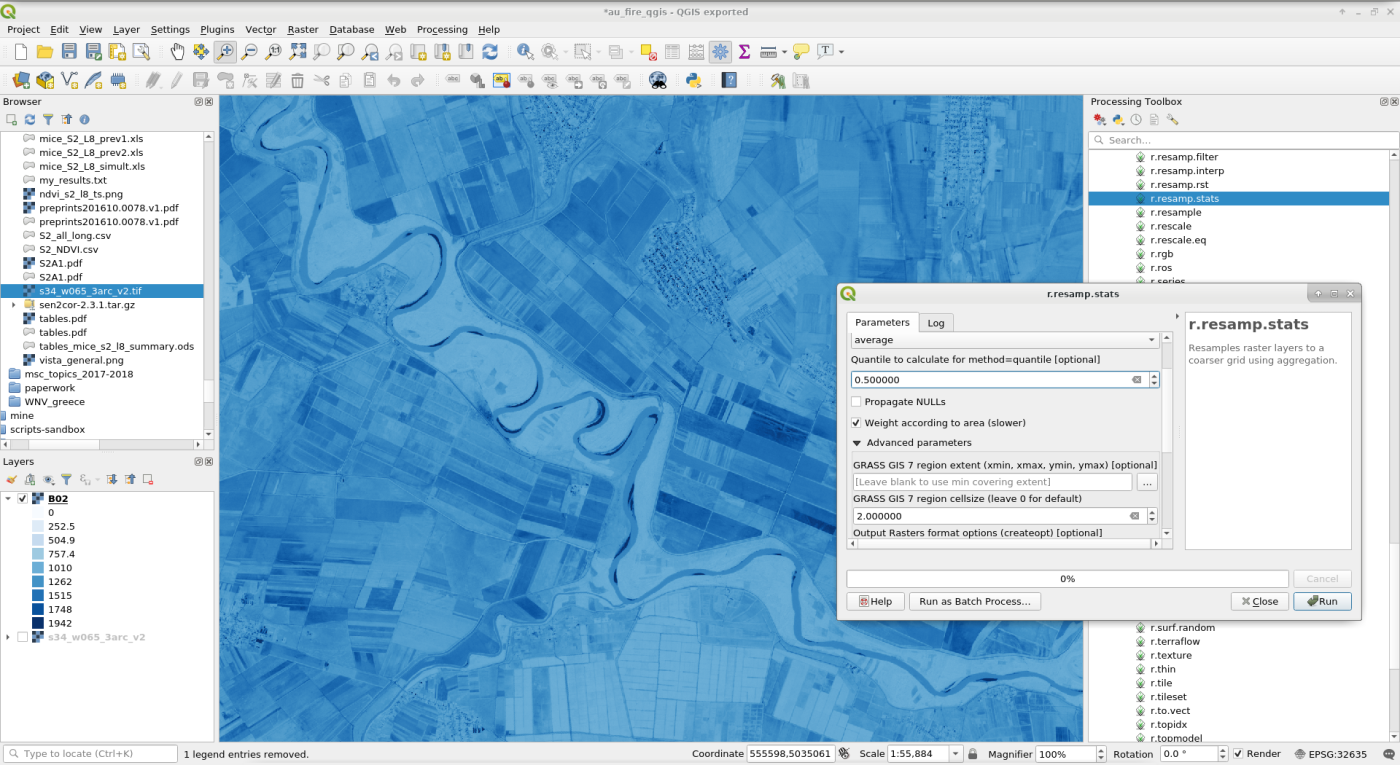 *au_fire_qgis - QGIS exported
Project Edit View Layer Settings Plugins Vector Raster Database Web Processing Help
Browser
mice_S2_L8_prev1.xls
mice_S2_L8_prev2.xls
mice_S2_L8_simult.xls
my_results.txt
ndvi_s2_l8_ts.png
preprints201610.0078.v1.pdf
preprints201610.0078.v1.pdf
S2_all_long.csv
S2_NDVI.csv
S2A1.pdf
S2A1.pdf
s34_w065_3arc_v2.tif
sen2cor-2.3.1.tar.gz
tables.pdf
tables.pdf
tables_mice_s2_l8_summary.ods
vista_general.png
msc_topics_2017-2018
paperwork
WNV_greece
mine
scripts-sandbox
Layers
B02
0
252.5
504.9
757.4
1010
1262
1515
1748
1942
s34_w065_3arc_v2
Processing Toolbox
Search...
r.resamp.filter
r.resamp.interp
r.resamp.rst
r.resamp.stats
r.resample
r.rescale
r.rescale.eq
r.rgb
r.ros
r.series
r.resamp.stats
Parameters Log
average
Quantile to calculate for method=quantile [optional]
0.500000
Propagate NULLs
Weight according to area (slower)
Advanced parameters
GRASS GIS 7 region extent (xmin, xmax, ymin, ymax) [optional]
[Leave blank to use min covering extent]
...
GRASS GIS 7 region cellsize (leave 0 for default)
2.000000
Output Rasters format options (createopt) [optional]
r.resamp.stats
Resamples raster layers to a
coarser grid using aggregation.
0%
Cancel
Help
Run as Batch Process...
Close
Run
r.surf.random
r.terraflow
r.texture
r.thin
r.tile
r.tileset
r.to.vect
r.topidx
r.topmodel
Type to locate (Ctrl+K)
1 legend entries removed.
Coordinate 555598,5035061
Scale 1:55,884
Magnifier 100%
Rotation 0.0 °
Render
EPSG:32635